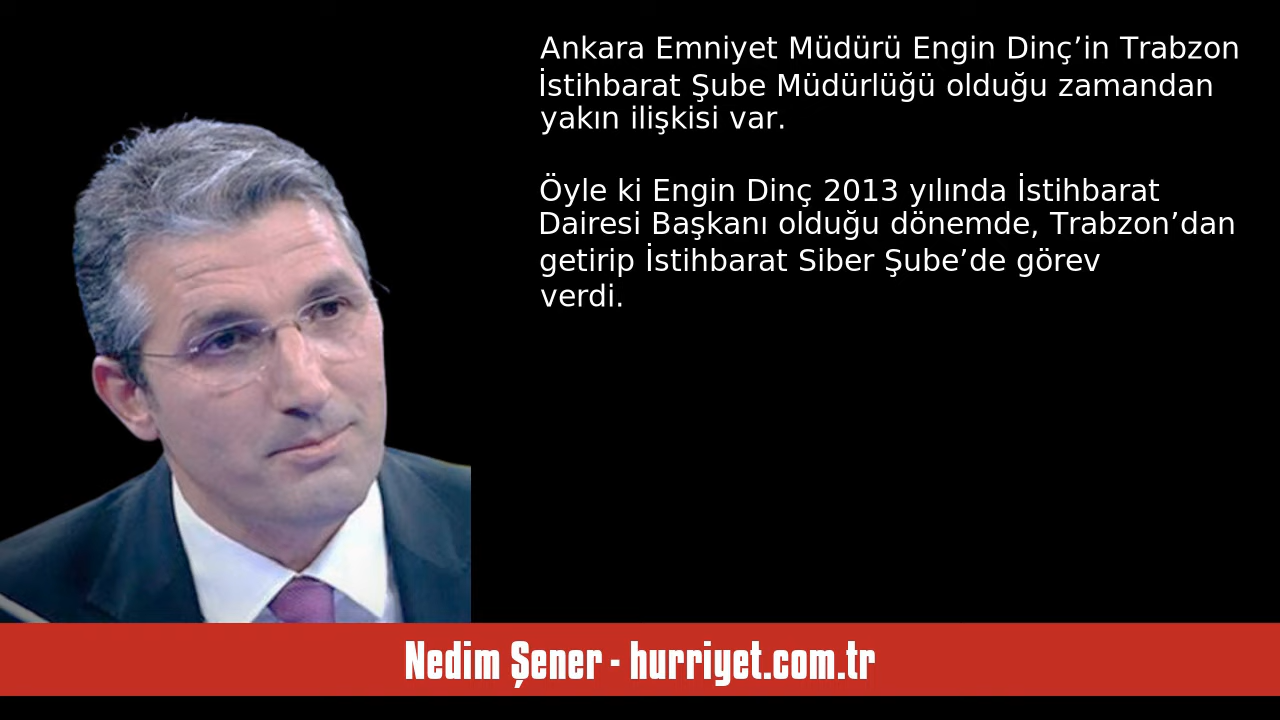 Ankara Emniyet Müdürü Engin Dinç’in Trabzon
İstihbarat Şube Müdürlüğü olduğu zamandan
yakın ilişkisi var.
Öyle ki Engin Dinç 2013 yılında İstihbarat
Dairesi Başkanı olduğu dönemde, Trabzon’dan
getirip İstihbarat Siber Şube’de görev
verdi.
Nedim Şener - hurriyet.com.tr